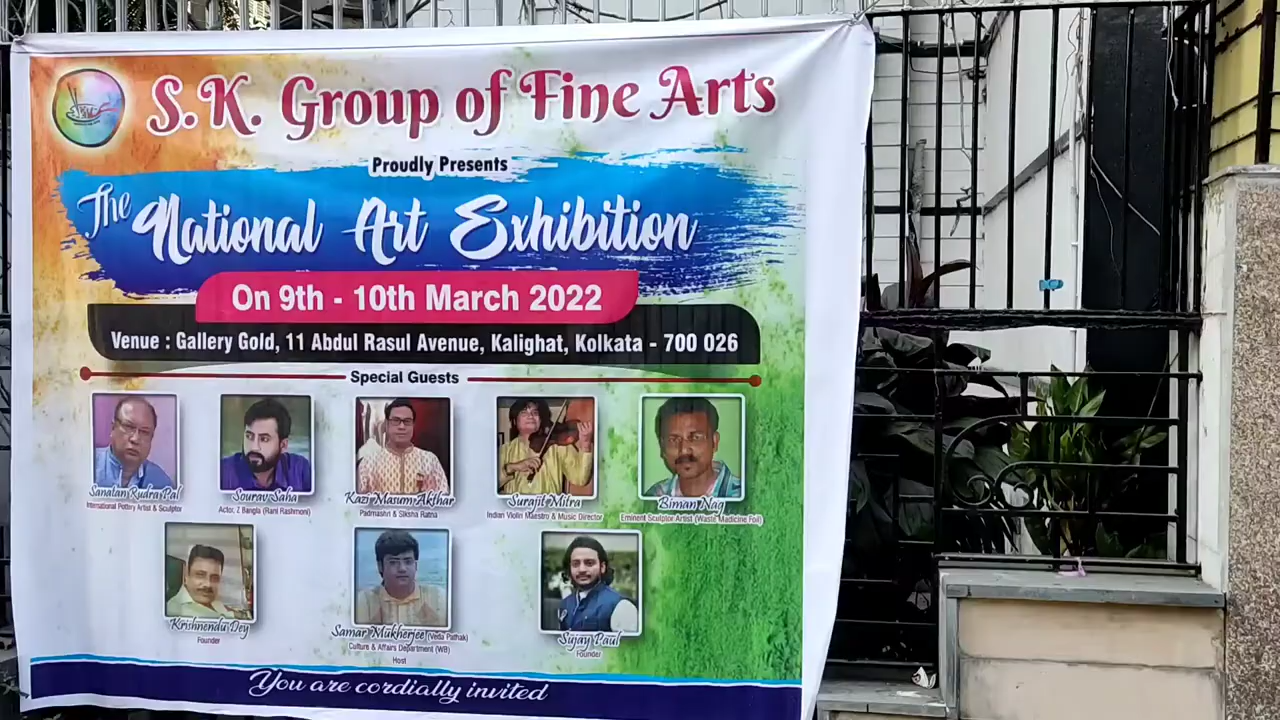 S.K. Group of Fine Arts
Proudly Presents
The National Art Exhibition
On 9th - 10th March 2022
Venue : Gallery Gold, 11 Abdul Rasul Avenue, Kalighat, Kolkata - 700 026
Special Guests
Sanatan Rudra Pal
International Pottery Artist & Sculptor
Sourav Saha
Actor, Z Bangla (Rani Rashmoni)
Kazi Masum Akthar
Padmashri & Siksha Ratna
Surajit Mitra
Indian Violin Maestro & Music Director
Biman Nag
Eminent Sculptor Artist (Waste Medicine Foil)
Krishnendu Dey
Founder
Samar Mukherjee (Veda Pathak)
Culture & Affairs Department (WB)
Host
Sujay Paul
Founder
You are cordially invited